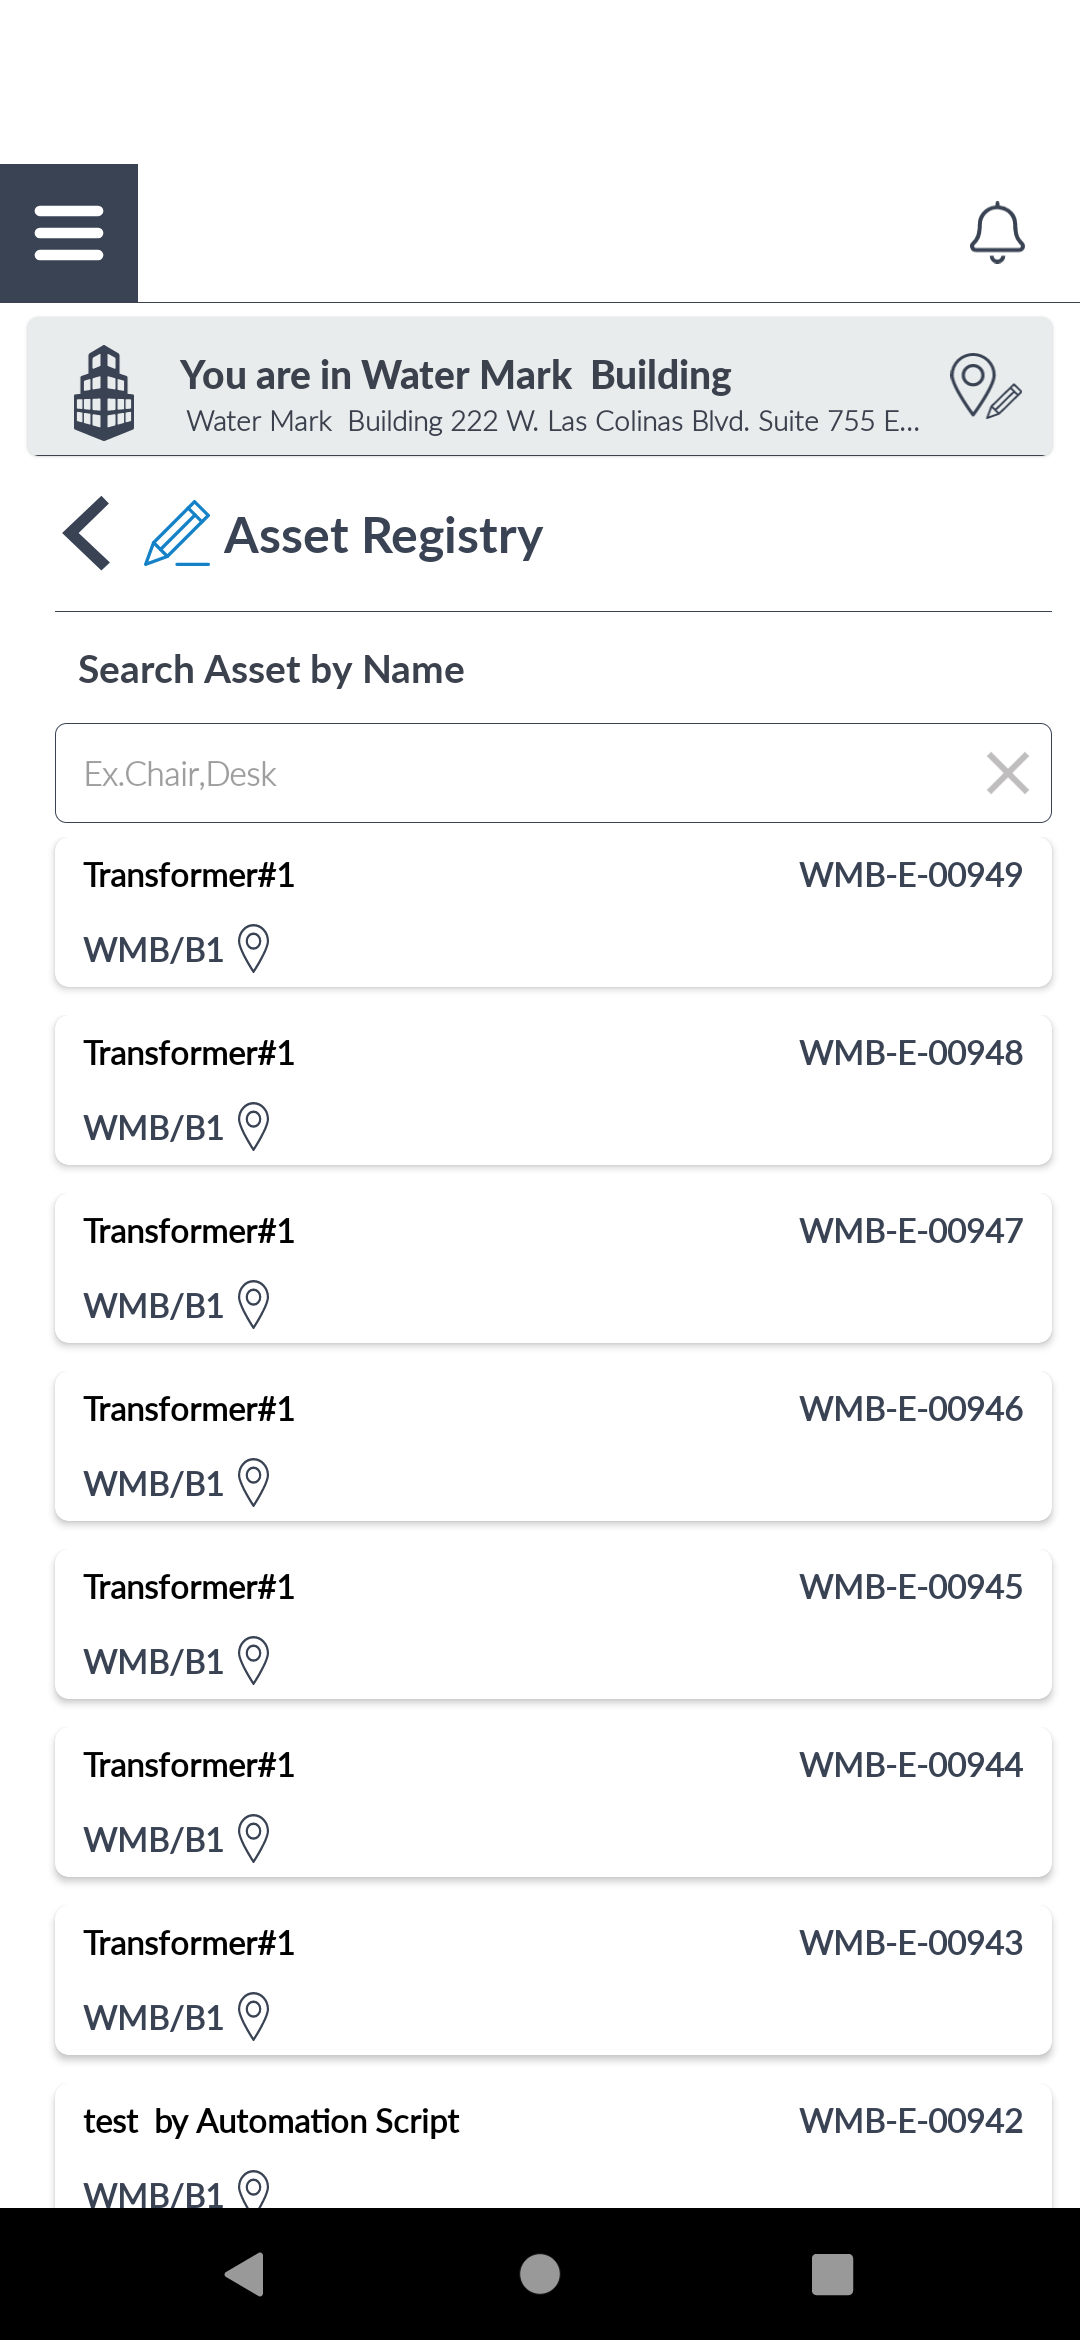 You are in Water Mark  Building
Water Mark  Building 222 W. Las Colinas Blvd. Suite 755 E...
Asset Registry
Search Asset by Name
Ex.Chair,Desk
Transformer#1 WMB-E-00949
WMB/B1
Transformer#1 WMB-E-00948
WMB/B1
Transformer#1 WMB-E-00947
WMB/B1
Transformer#1 WMB-E-00946
WMB/B1
Transformer#1 WMB-E-00945
WMB/B1
Transformer#1 WMB-E-00944
WMB/B1
Transformer#1 WMB-E-00943
WMB/B1
test  by Automation Script WMB-E-00942
WMB/B1